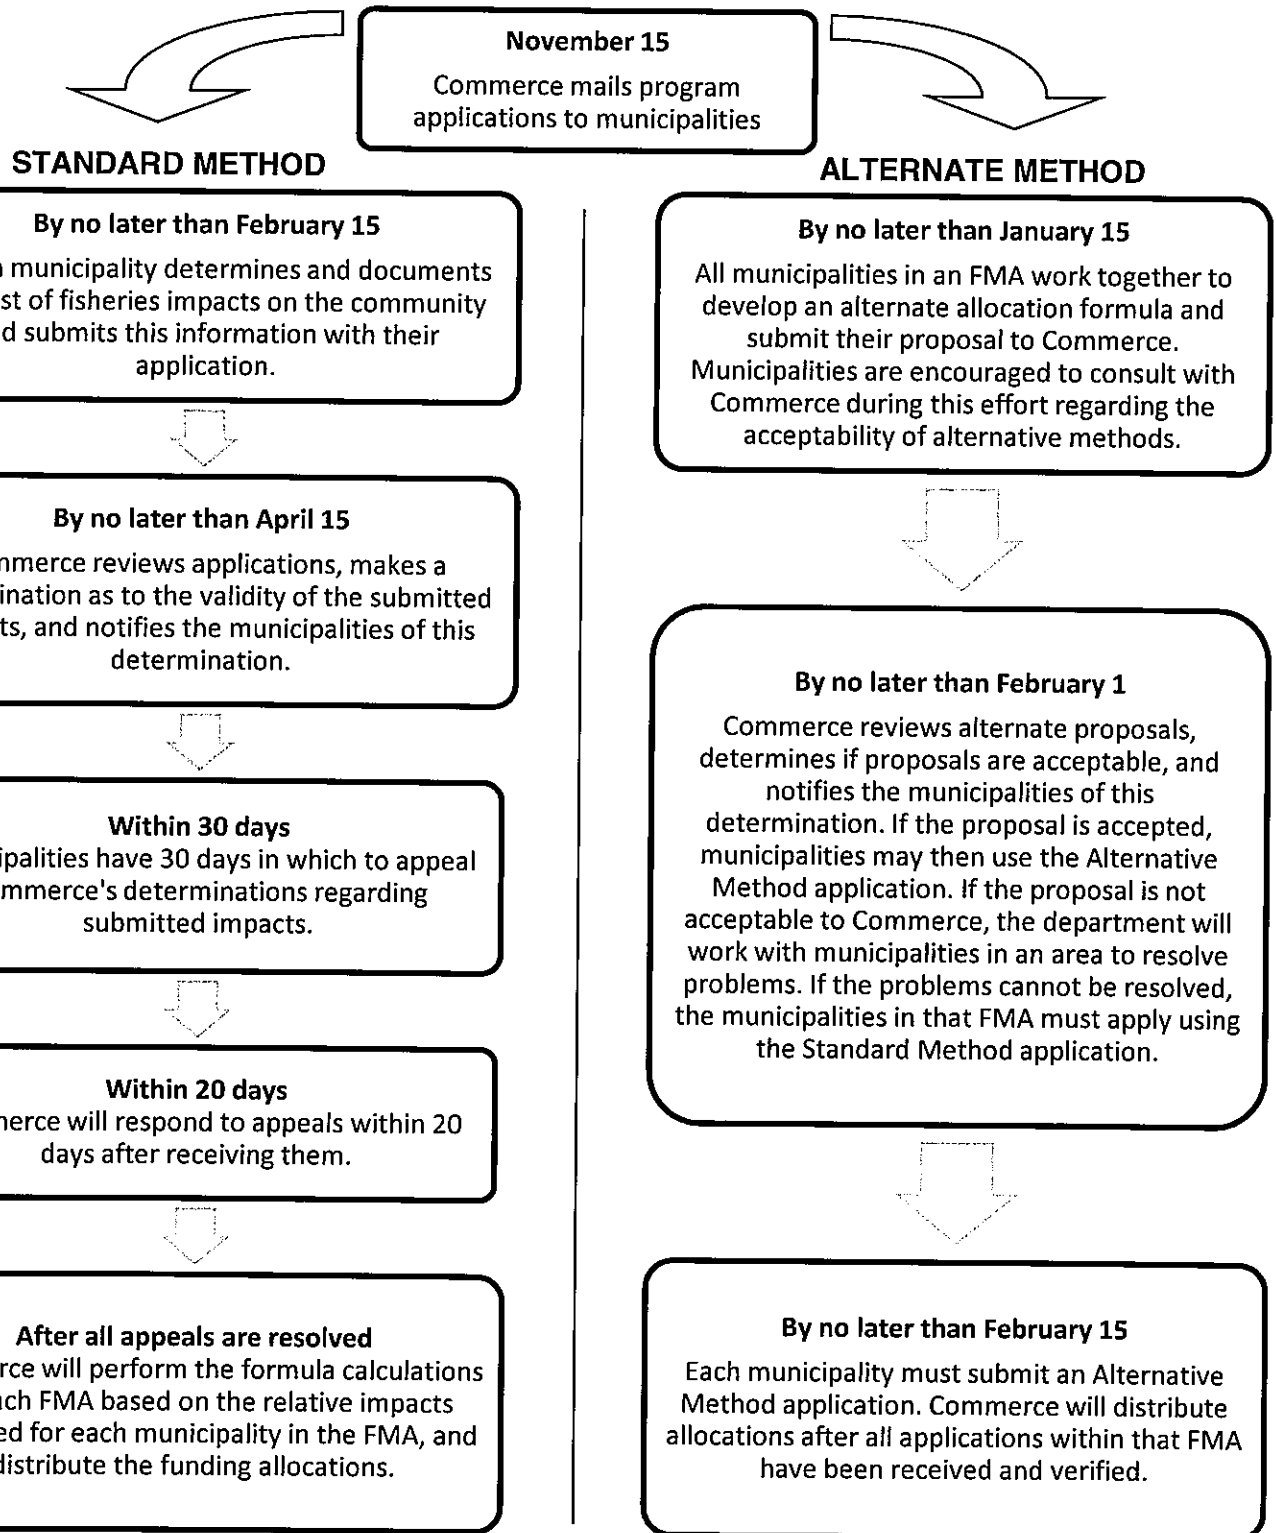 November 15
Commerce mails program
applications to municipalities
STANDARD METHOD
By no later than February 15
municipality determines and documents
of fisheries impacts on the community
submits this information with their
application.
By no later than April 15
reviews applications, makes a
as to the validity of the submitted
and notifies the municipalities of this
determination.
Within 30 days
have 30 days in which to appeal
determinations regarding
submitted impacts.
Within 20 days
will respond to appeals within 20
days after receiving them.
After all appeals are resolved
will perform the formula calculations
FMA based on the relative impacts
for each municipality in the FMA, and
distribute the funding allocations.
ALTERNATE METHOD
By no later than January 15
All municipalities in an FMA work together to
develop an alternate allocation formula and
submit their proposal to Commerce.
Municipalities are encouraged to consult with
Commerce during this effort regarding the
acceptability of alternative methods.
By no later than February 1
Commerce reviews alternate proposals,
determines if proposals are acceptable, and
notifies the municipalities of this
determination. If the proposal is accepted,
municipalities may then use the Alternative
Method application. If the proposal is not
acceptable to Commerce, the department will
work with municipalities in an area to resolve
problems. If the problems cannot be resolved,
the municipalities in that FMA must apply using
the Standard Method application.
By no later than February 15
Each municipality must submit an Alternative
Method application. Commerce will distribute
allocations after all applications within that FMA
have been received and verified.